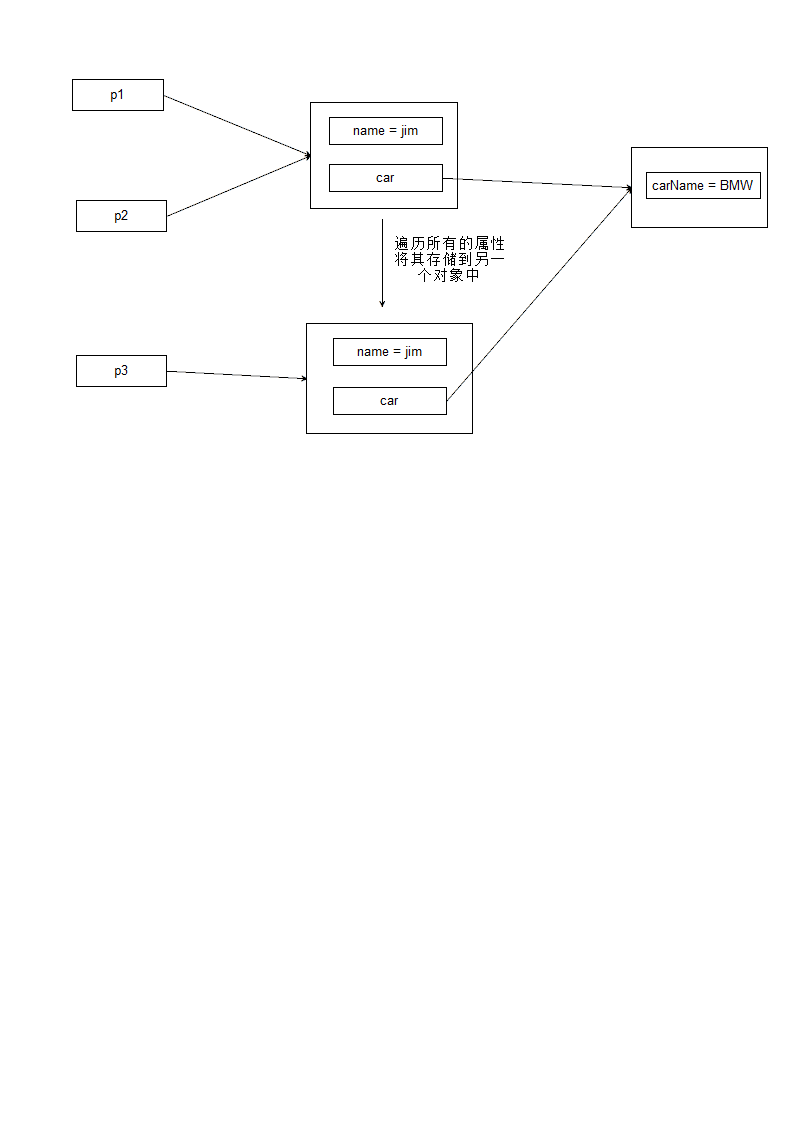 p1
name = jim
car
carName = BMW
p2
遍历所有的属性
将其存储到另一
个对象中
name = jim
p3
car